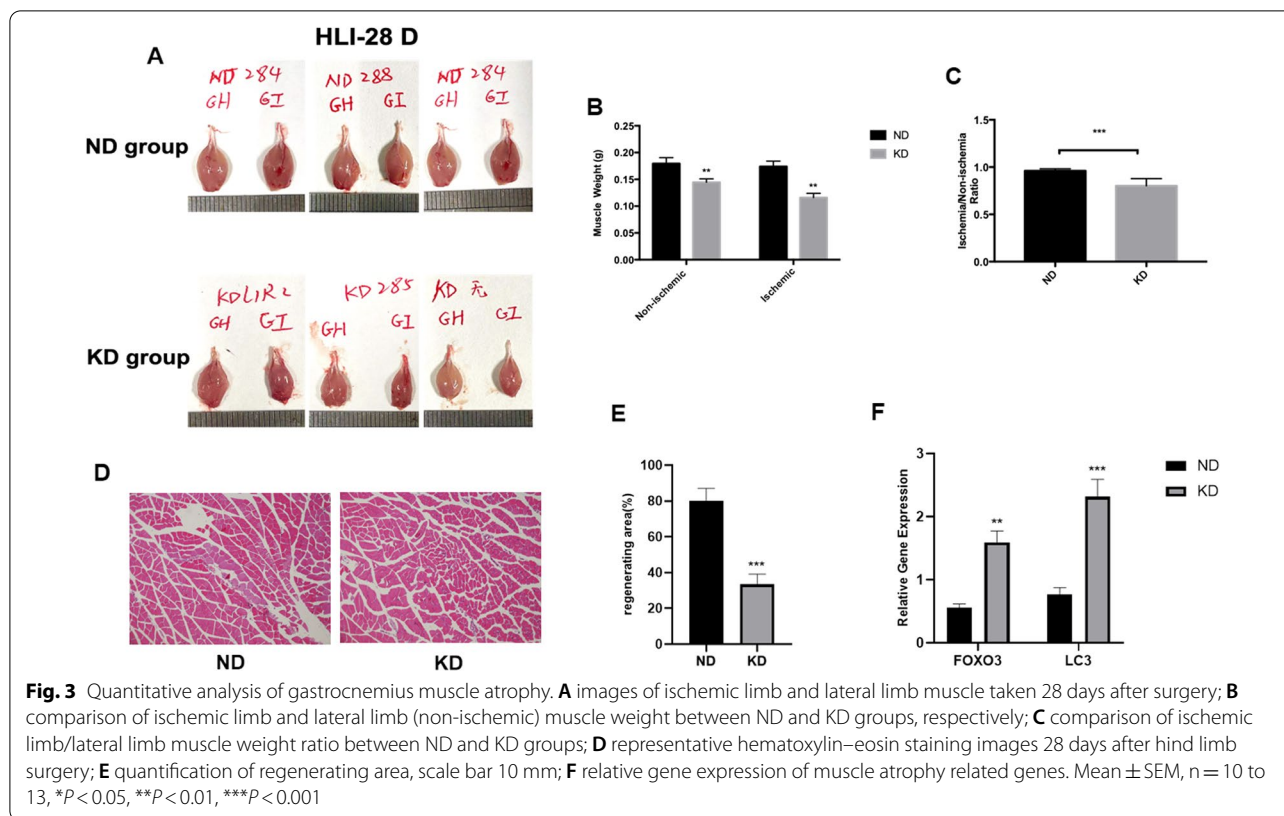 HLI-28 D
A
ND 284
GH GI
ND 288
GH GI
ND 284
GH GI
ND group
KD L1R2
GH GI
KD 285
GH GI
KD 无
GH GI
KD group
B
Muscle Weight (g)
0.25
0.20
0.15
0.10
0.05
0.00
**
**
Non-ischemic
Ischemic
ND
KD
C
Ischemia/Non-ischemia
Ratio
1.5
1.0
0.5
0.0
***
ND
KD
D
ND
KD
E
regenerating area(%)
100
80
60
40
20
0
***
ND KD
F
Relative Gene Expression
3
2
1
0
**
***
FOXO3 LC3
ND
KD
Fig. 3 Quantitative analysis of gastrocnemius muscle atrophy. A images of ischemic limb and lateral limb muscle taken 28 days after surgery; B
comparison of ischemic limb and lateral limb (non-ischemic) muscle weight between ND and KD groups, respectively; C comparison of ischemic
limb/lateral limb muscle weight ratio between ND and KD groups; D representative hematoxylin–eosin staining images 28 days after hind limb
surgery; E quantification of regenerating area, scale bar 10 mm; F relative gene expression of muscle atrophy related genes. Mean ± SEM, n = 10 to
13, *P < 0.05, **P < 0.01, ***P < 0.001